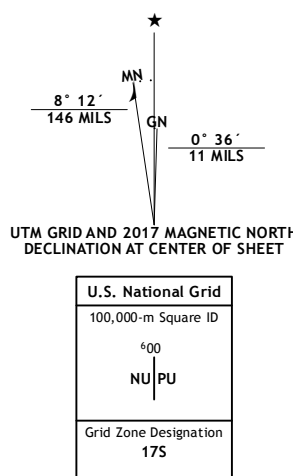 ★
MN
8° 12´
146 MILS
GN
0° 36´
11 MILS
UTM GRID AND 2017 MAGNETIC NORTH
DECLINATION AT CENTER OF SHEET
U.S. National Grid
100,000-m Square ID
⁶00
NU PU
Grid Zone Designation
17S